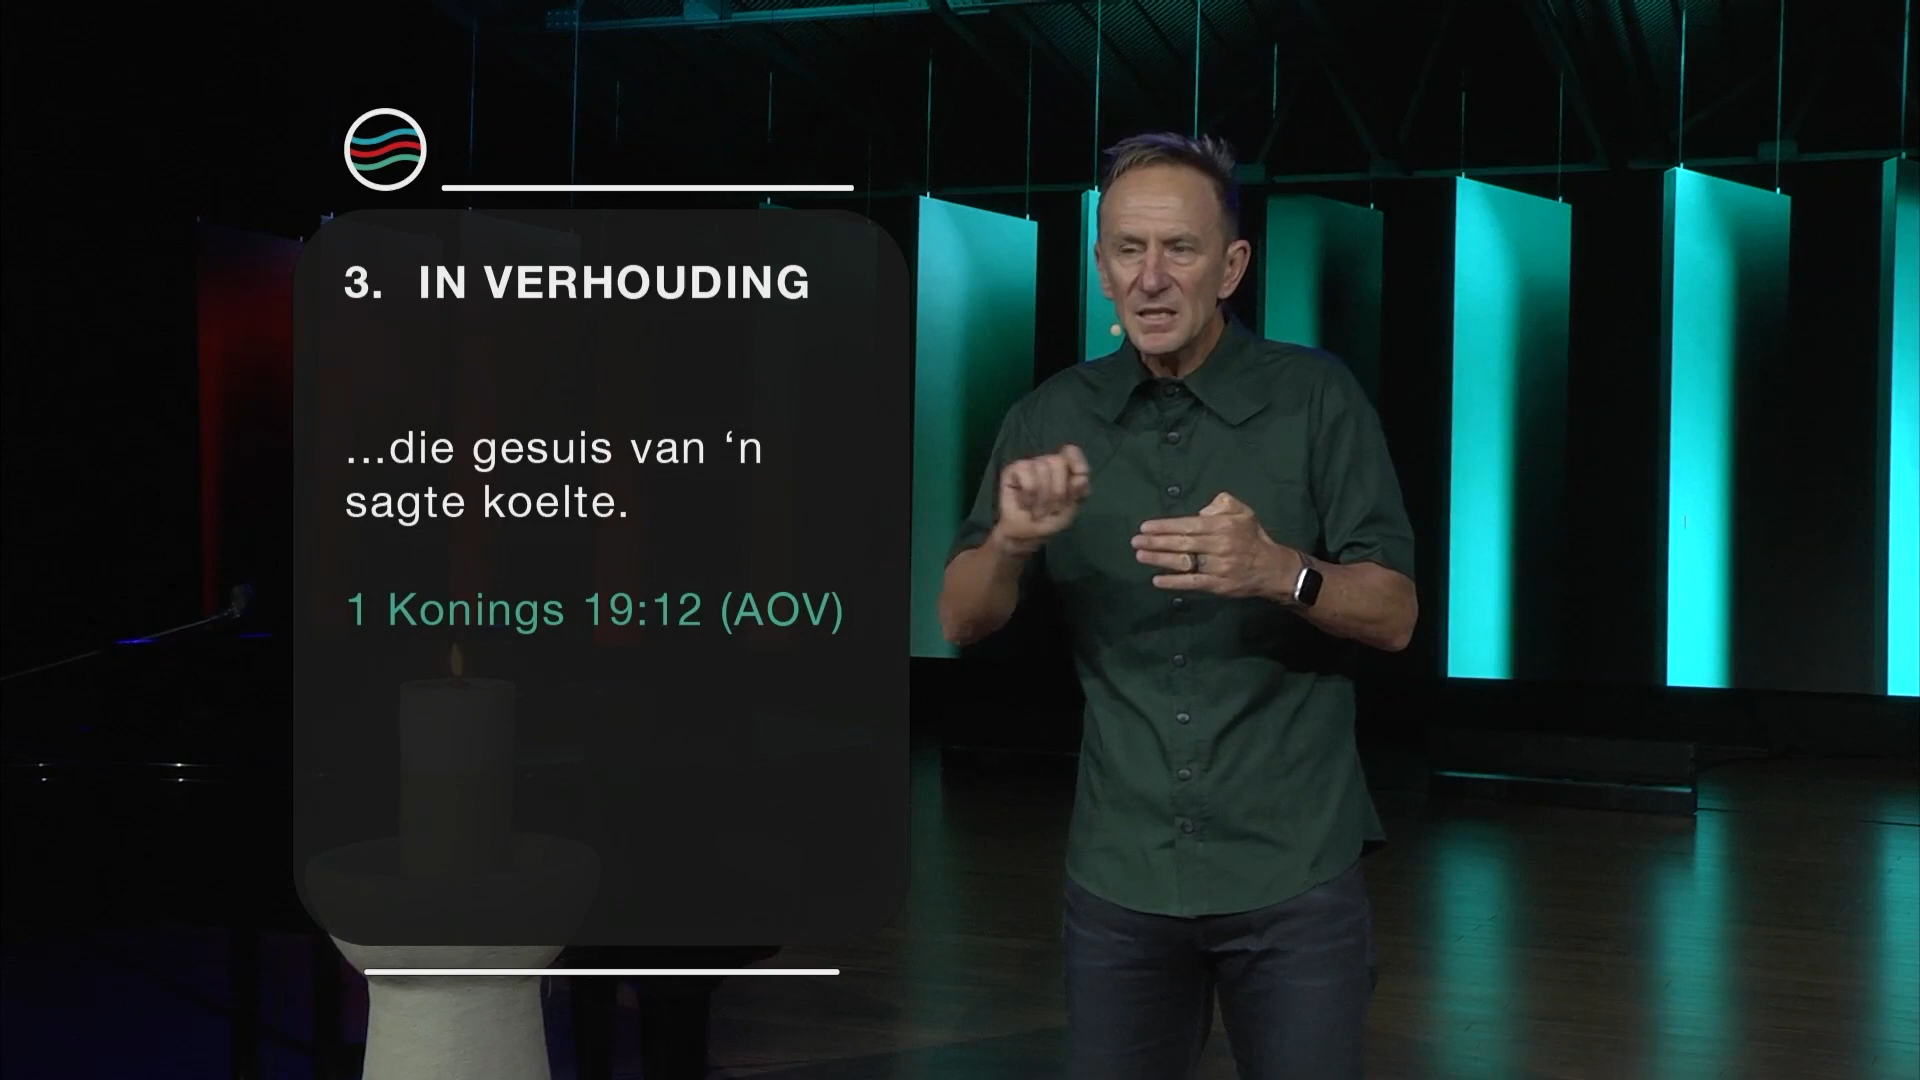 3. IN VERHOUDING
...die gesuis van ‘n
sagte koelte.
1 Konings 19:12 (AOV)